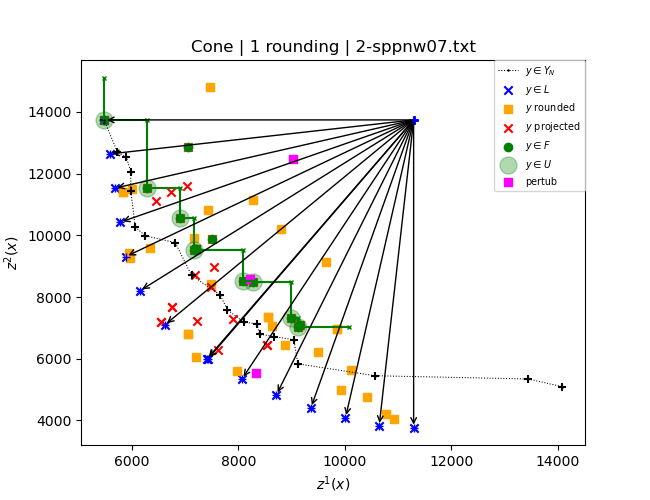 Cone | 1 rounding | 2-sppnw07.txt
y ∈ Y_N
y ∈ L
y rounded
y projected
y ∈ F
y ∈ U
pertub
14000
12000
10000
8000
6000
4000
z²(x)
6000 8000 10000 12000 14000
z¹(x)